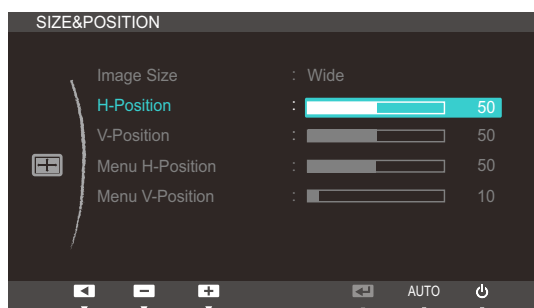 SIZE&POSITION
Image Size : Wide
H-Position : 50
V-Position : 50
Menu H-Position : 50
Menu V-Position : 10
AUTO